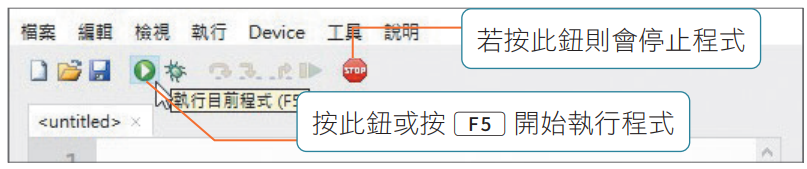 檔案 編輯 檢視 執行 Device 工具 說明
若按此鈕則會停止程式
STOP
執行目前程式 (F5
<untitled> ×
按此鈕或按 F5 開始執行程式
1